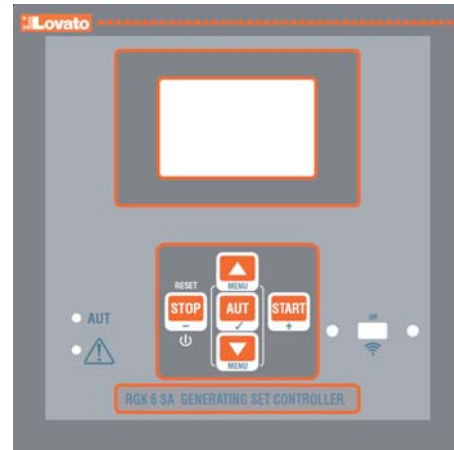 Lovato
RESET
MENU
STOP
AUT
START
-
✓
+
MENU
AUT
RGK 6 SA GENERATING SET CONTROLLER